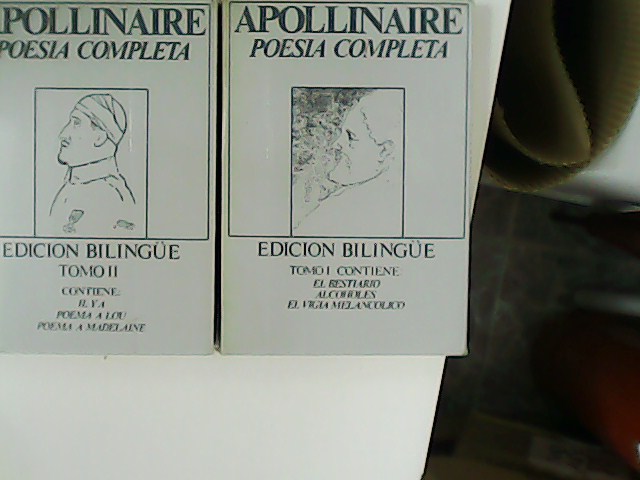 APOLLINAIRE
POESIA COMPLETA
EDICION BILINGÜE
TOMO II
CONTIENE:
IL Y A
POEMA A LOU
POEMA A MADELAINE
APOLLINAIRE
POESIA COMPLETA
EDICION BILINGÜE
TOMO I CONTIENE
EL BESTIARIO
ALCOHOLES
EL VIGIA MELANCOLICO